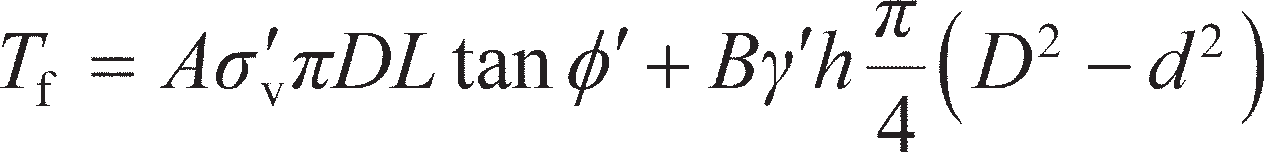 T_f = Aσ′_v πDL tan ϕ′ + Bγ′h π/4 (D² − d²)